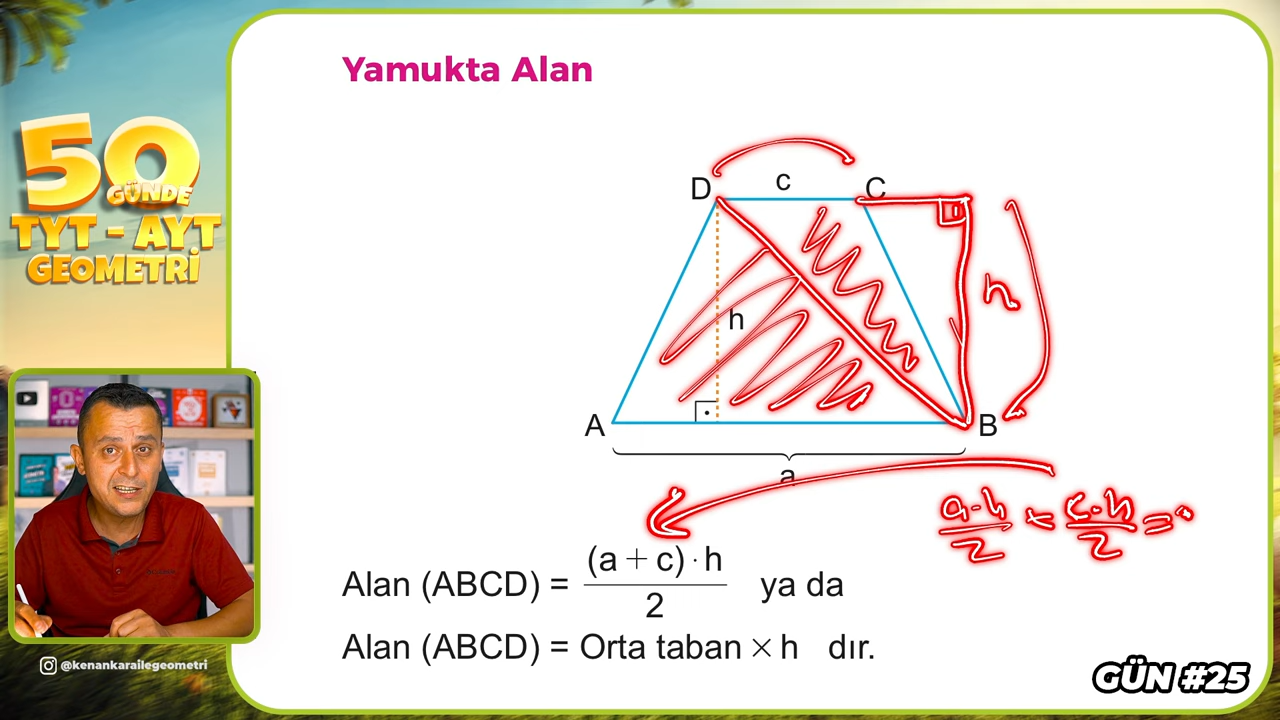 Yamukta Alan
50
GÜNDE
TYT - AYT
GEOMETRİ
D c C
h
h
A B
a
a·h/2 + c·h/2 =
Alan (ABCD) = (a + c) · h / 2 ya da
Alan (ABCD) = Orta taban × h dır.
@kenankarailegeometri
GÜN #25